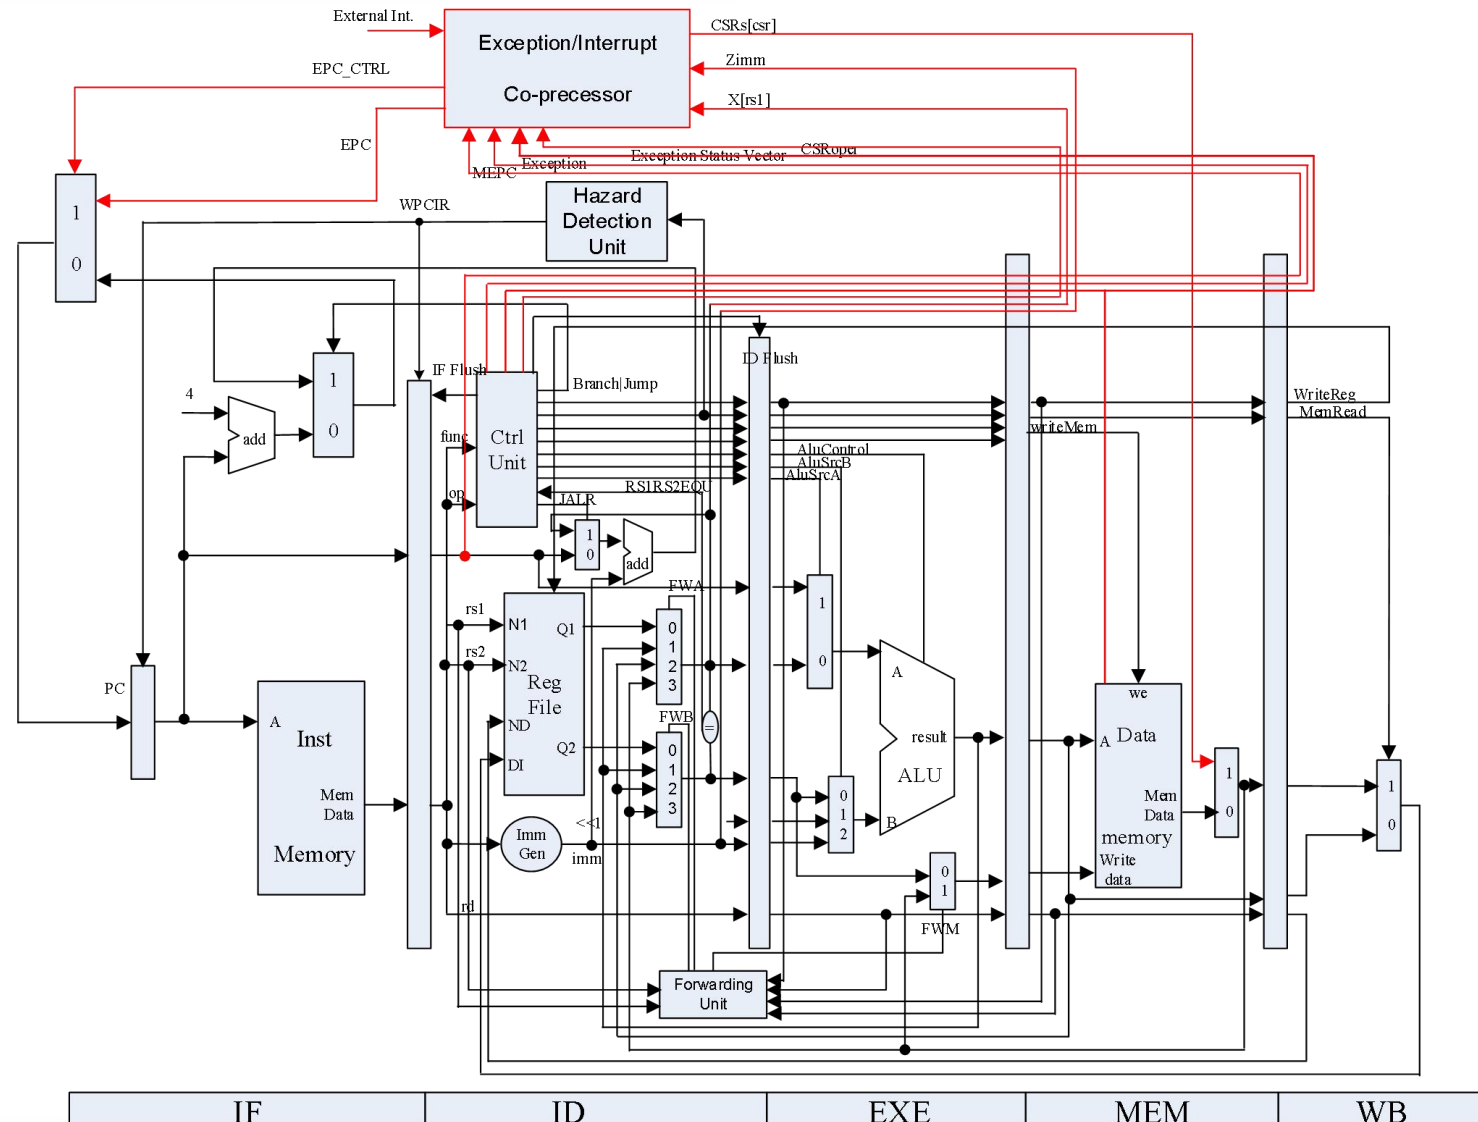 External Int.
CSRs[csr]
Exception/Interrupt
Zimm
EPC_CTRL
Co-precessor
X[rs1]
EPC
CSRoper
Exception Status Vector
Exception
MEPC
1
0
Hazard
Detection
Unit
WPCIR
ID Flush
IF Flush
Branch|Jump
1
0
4
add
WriteReg
MemRead
writeMem
func
Ctrl
Unit
AluControl
AluSrcB
AluSrcA
RS1RS2EQU
op
JALR
1
0
add
FWA
rs1
N1
Q1
0
1
2
3
1
0
rs2
N2
Reg
File
A
PC
we
FWB
ND
=
A
Inst
result
A
Data
Q2
0
1
2
3
DI
ALU
1
0
1
0
Mem
Data
0
1
2
Mem
Data
B
<<1
Imm
Gen
imm
memory
Memory
Write
data
0
1
rd
FWM
Forwarding
Unit
IF
ID
EXE
MEM
WB